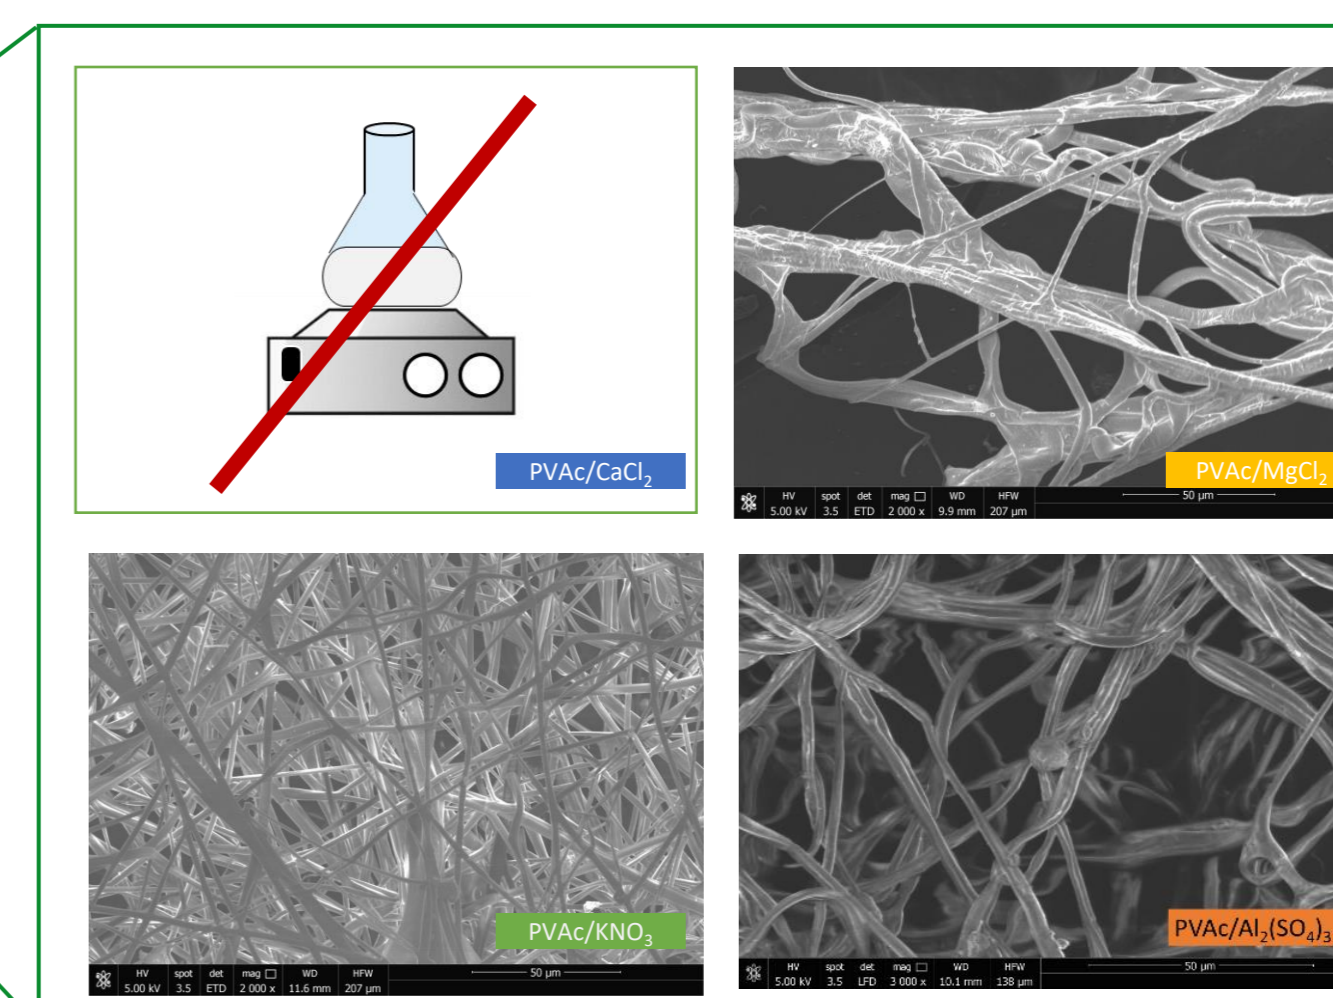 PVAc/CaCl₂
PVAc/MgCl₂
HV spot det mag WD HFW
5.00 kV 3.5 ETD 2 000 x 9.9 mm 207 µm
50 µm
PVAc/KNO₃
HV spot det mag WD HFW
5.00 kV 3.5 ETD 2 000 x 11.6 mm 207 µm
50 µm
PVAc/Al₂(SO₄)₃
HV spot det mag WD HFW
5.00 kV 3.5 LFD 3 000 x 10.1 mm 138 µm
50 µm